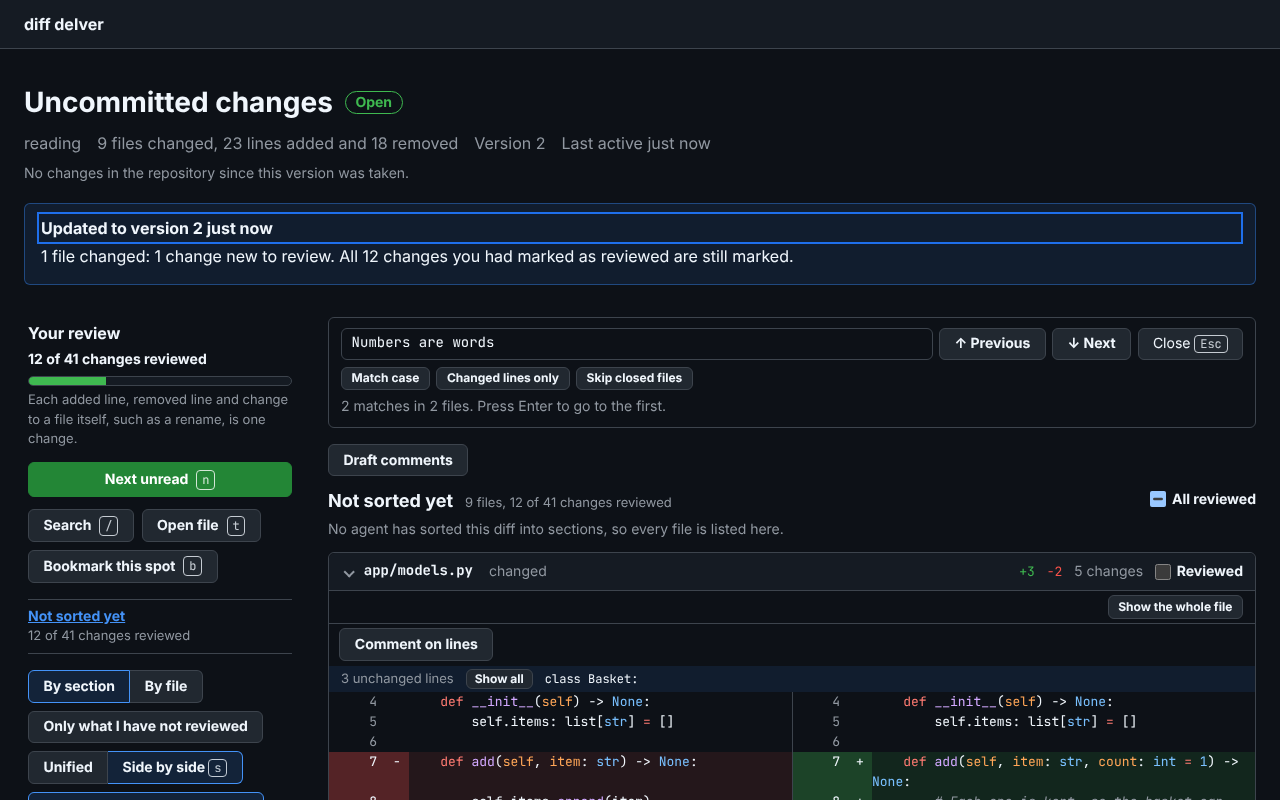 diff delver
Uncommitted changes Open
reading 9 files changed, 23 lines added and 18 removed Version 2 Last active just now
No changes in the repository since this version was taken.
Updated to version 2 just now
1 file changed: 1 change new to review. All 12 changes you had marked as reviewed are still marked.
Your review
12 of 41 changes reviewed
Each added line, removed line and change
to a file itself, such as a rename, is one
change.
Next unread n
Search / Open file t
Bookmark this spot b
Not sorted yet
12 of 41 changes reviewed
By section By file
Only what I have not reviewed
Unified Side by side s
Numbers are words ↑ Previous ↓ Next Close Esc
Match case Changed lines only Skip closed files
2 matches in 2 files. Press Enter to go to the first.
Draft comments
Not sorted yet 9 files, 12 of 41 changes reviewed All reviewed
No agent has sorted this diff into sections, so every file is listed here.
app/models.py changed +3 -2 5 changes Reviewed
Show the whole file
Comment on lines
3 unchanged lines Show all class Basket:
4 def __init__(self) -> None: 4 def __init__(self) -> None:
5 self.items: list[str] = [] 5 self.items: list[str] = []
6 6
7 - def add(self, item: str) -> None: 7 + def add(self, item: str, count: int = 1) ->
None: